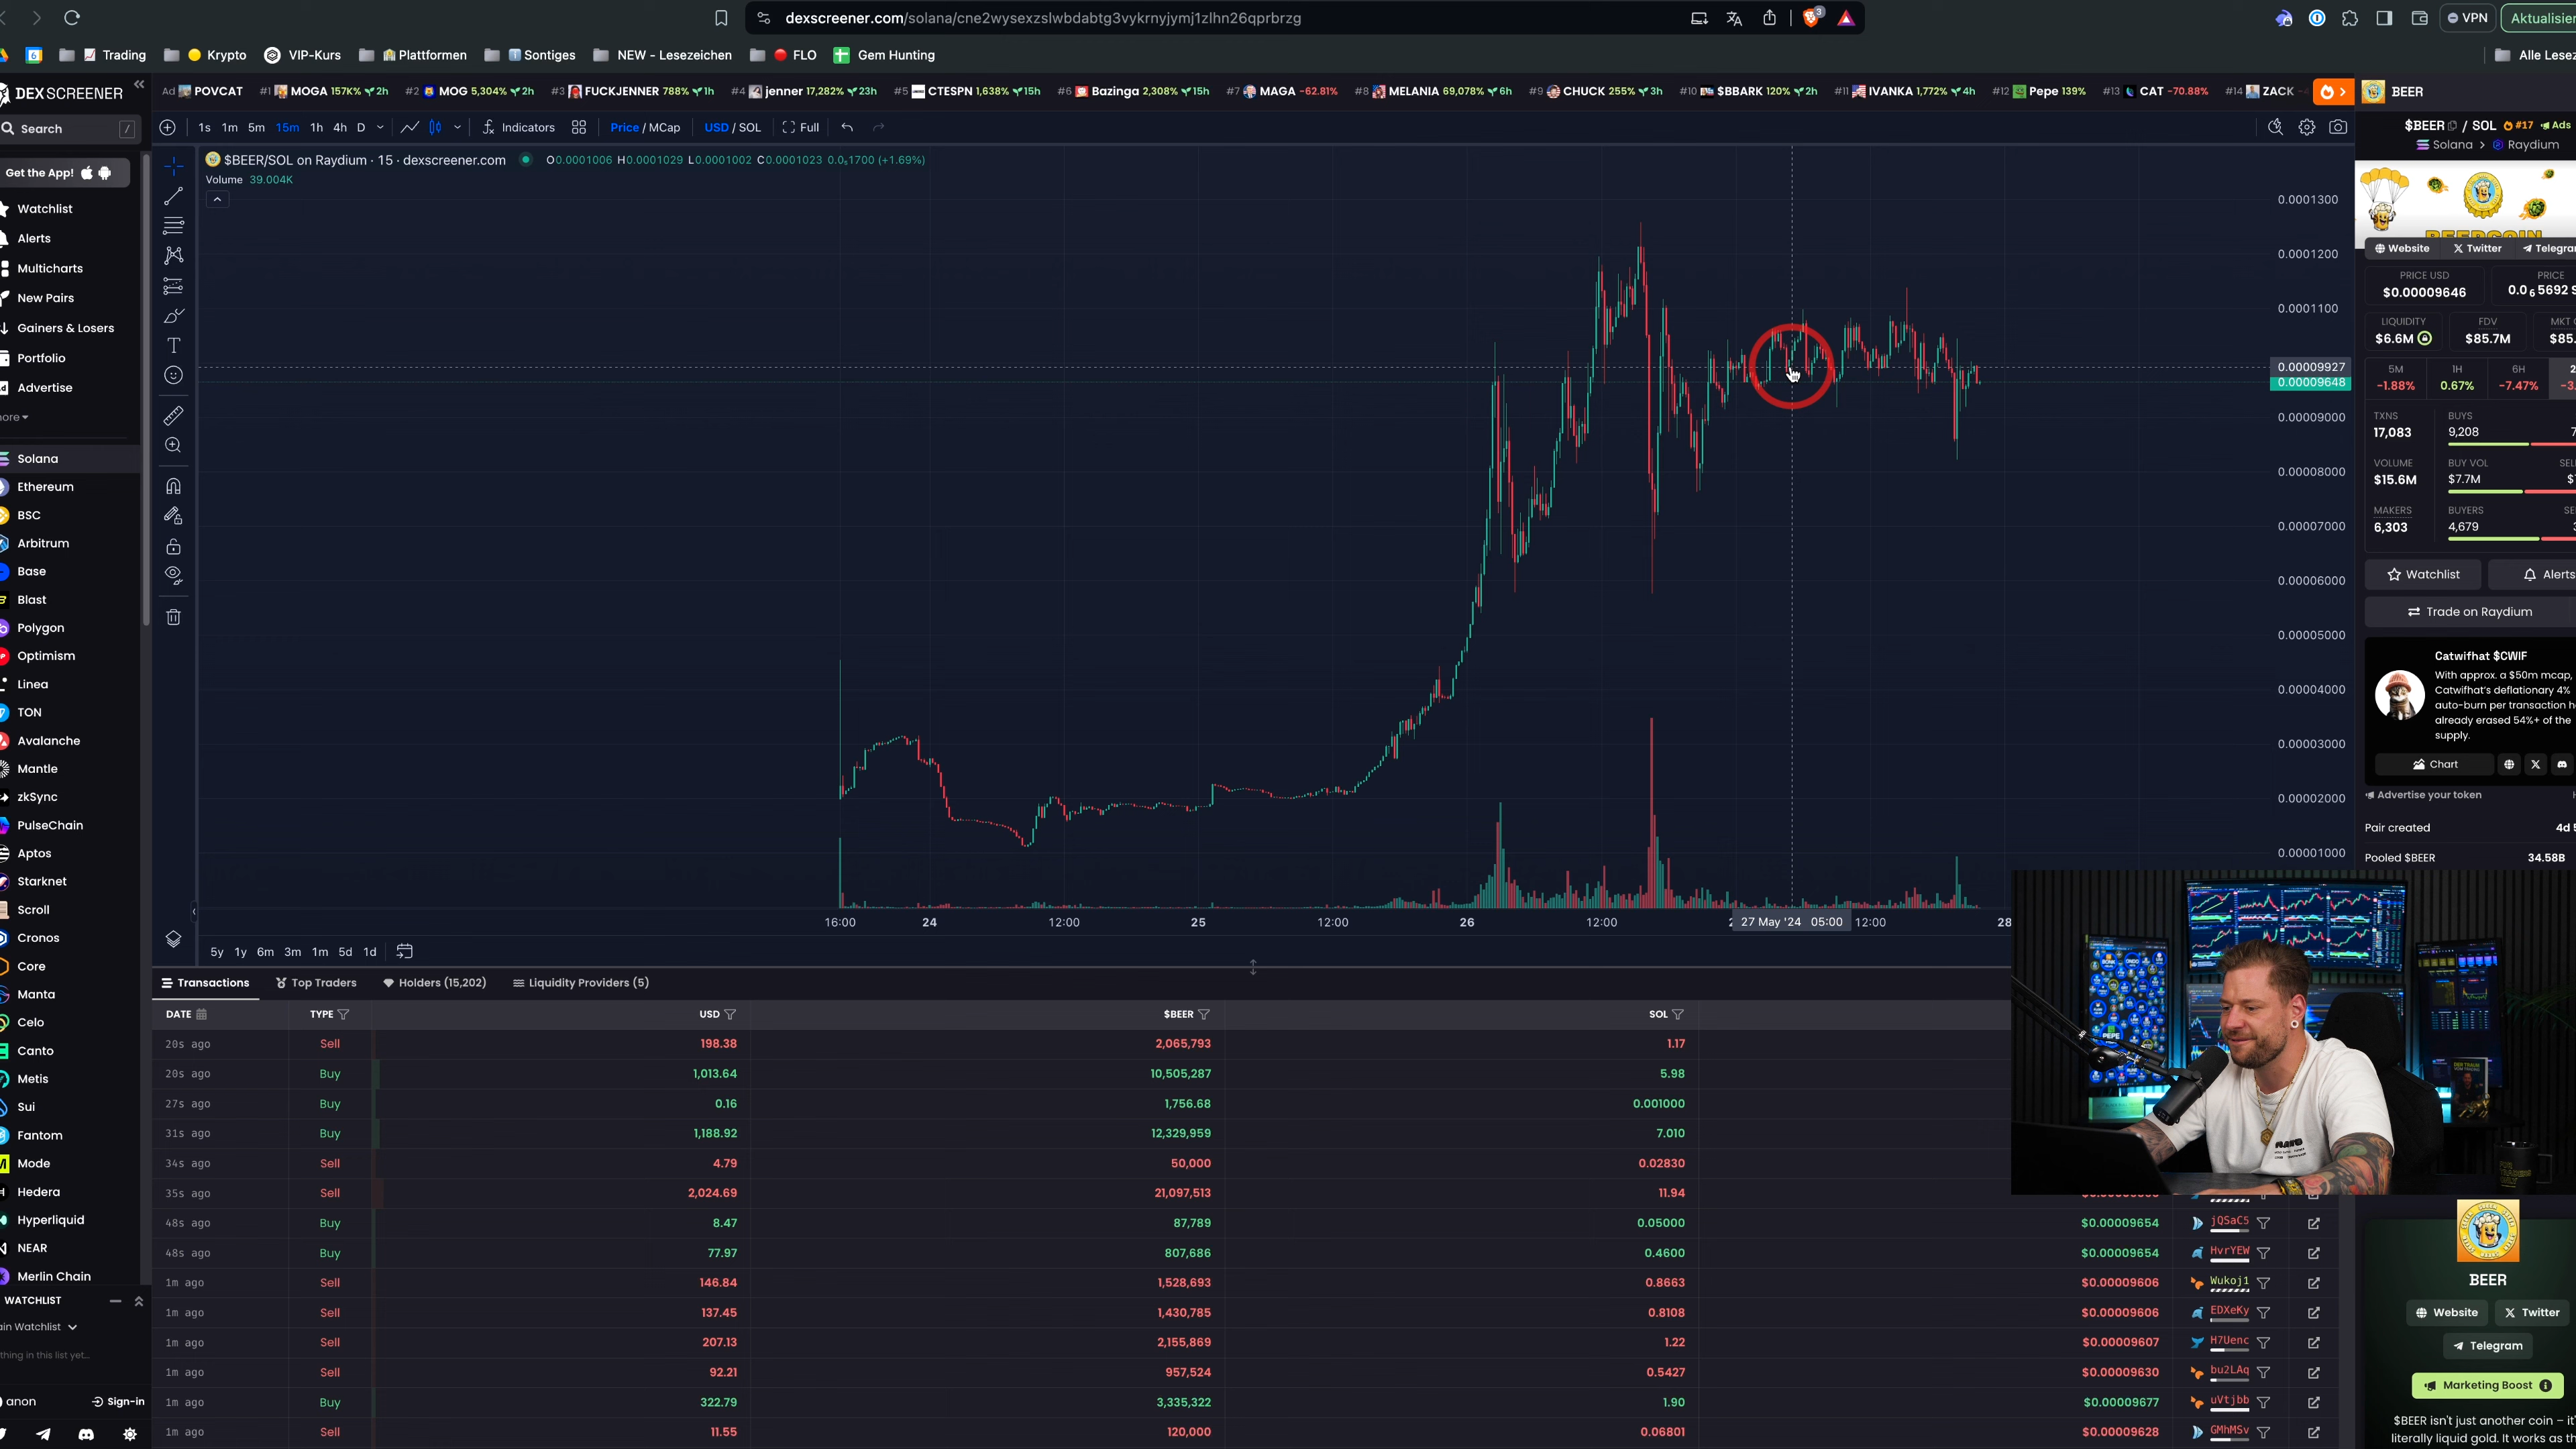 dexscreener.com/solana/cne2wysexzslwbdabtg3vykrnyjymj1zlhn26qprbrzg
3
VPN
Aktualisier
6
Trading
Krypto
VIP-Kurs
Plattformen
Sontiges
NEW - Lesezeichen
FLO
Gem Hunting
Alle Lesez
DEX SCREENER
Ad POVCAT #1 MOGA 157K% 2h #2 MOG 5,304% 2h #3 FUCKJENNER 788% 1h #4 jenner 17,282% 23h #5 CTESPN 1,638% 15h #6 Bazinga 2,308% 15h #7 MAGA -62.81% #8 MELANIA 69,078% 6h #9 CHUCK 255% 3h #10 $BBARK 120% 2h #11 IVANKA 1,772% 4h #12 Pepe 139% #13 CAT -70.88% #14 ZACK
BEER
Search /
1s 1m 5m 15m 1h 4h D Indicators Price / MCap USD / SOL Full
$BEER / SOL #17 Ads
Solana > Raydium
Get the App!
Watchlist
Alerts
Multicharts
New Pairs
Gainers & Losers
Portfolio
Advertise
ore
Solana
Ethereum
BSC
Arbitrum
Base
Blast
Polygon
Optimism
Linea
TON
Avalanche
Mantle
zkSync
PulseChain
Aptos
Starknet
Scroll
Cronos
Core
Manta
Celo
Canto
Metis
Sui
Fantom
Mode
Hedera
Hyperliquid
NEAR
Merlin Chain
WATCHLIST
ain Watchlist
thing in this list yet...
anon Sign-in
$BEER/SOL on Raydium · 15 · dexscreener.com O0.0001006 H0.0001029 L0.0001002 C0.0001023 0.0₆1700 (+1.69%)
Volume 39.004K
0.0001300
0.0001200
0.0001100
0.00009927
0.00009648
0.00009000
0.00008000
0.00007000
0.00006000
0.00005000
0.00004000
0.00003000
0.00002000
0.00001000
16:00 24 12:00 25 12:00 26 12:00 27 May '24 05:00 12:00 28
5y 1y 6m 3m 1m 5d 1d
Transactions Top Traders Holders (15,202) Liquidity Providers (5)
DATE TYPE USD $BEER SOL
20s ago Sell 198.38 2,065,793 1.17
20s ago Buy 1,013.64 10,505,287 5.98
27s ago Buy 0.16 1,756.68 0.001000
31s ago Buy 1,188.92 12,329,959 7.010
34s ago Sell 4.79 50,000 0.02830
35s ago Sell 2,024.69 21,097,513 11.94
48s ago Buy 8.47 87,789 0.05000 $0.00009654 jQSaC5
48s ago Buy 77.97 807,686 0.4600 $0.00009654 HvrYEW
1m ago Sell 146.84 1,528,693 0.8663 $0.00009606 Wukoj1
1m ago Sell 137.45 1,430,785 0.8108 $0.00009606 EDXeKy
1m ago Sell 207.13 2,155,869 1.22 $0.00009607 H7Uenc
1m ago Sell 92.21 957,524 0.5427 $0.00009630 bu2LAq
1m ago Buy 322.79 3,335,322 1.90 $0.00009677 uVtjbb
1m ago Sell 11.55 120,000 0.06801 $0.00009628 GMhMSv
BEERCOIN
Website Twitter Telegra
PRICE USD PRICE
$0.00009646 0.0₆5692 S
LIQUIDITY FDV MKT C
$6.6M $85.7M $85.
5M 1H 6H 2
-1.88% 0.67% -7.47% -3.
TXNS BUYS
17,083 9,208 7
VOLUME BUY VOL SEL
$15.6M $7.7M $7
MAKERS BUYERS SE
6,303 4,679 3
Watchlist Alerts
Trade on Raydium
Catwifhat $CWIF
With approx. a $50m mcap,
Catwifhat's deflationary 4%
auto-burn per transaction h
already erased 54%+ of the
supply.
Chart
Advertise your token
Pair created 4d 5
Pooled $BEER 34.58B
PEPE
BEER
Website Twitter
Telegram
Marketing Boost
$BEER isn't just another coin – it'
literally liquid gold. It works as th